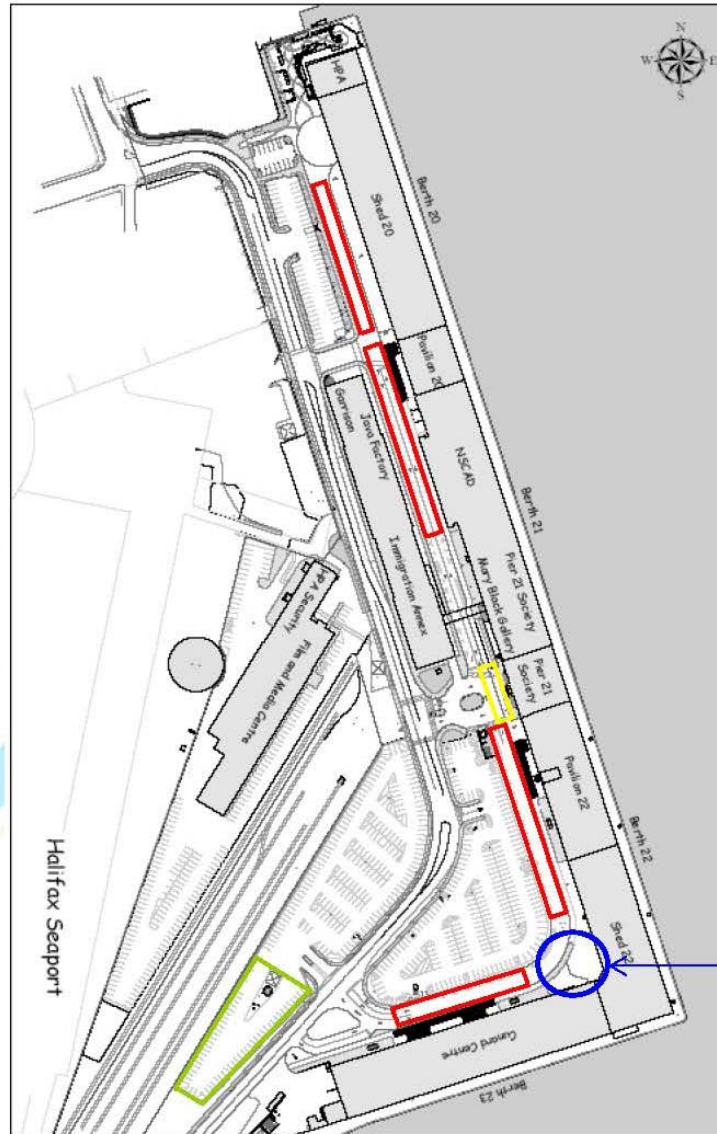 N
W E
S
HPA
Shed 20
Berth 20
Pavilion 20
NSCAD
Berth 21
Garrison
Java Factory
Immigration Annex
Pier 21 Society
Mary Black Gallery
Pier 21
Society
HPA Security
Film and Media Centre
Pavilion 22
Berth 22
Shed 22
Cunard Centre
Berth 23
Halifax Seaport